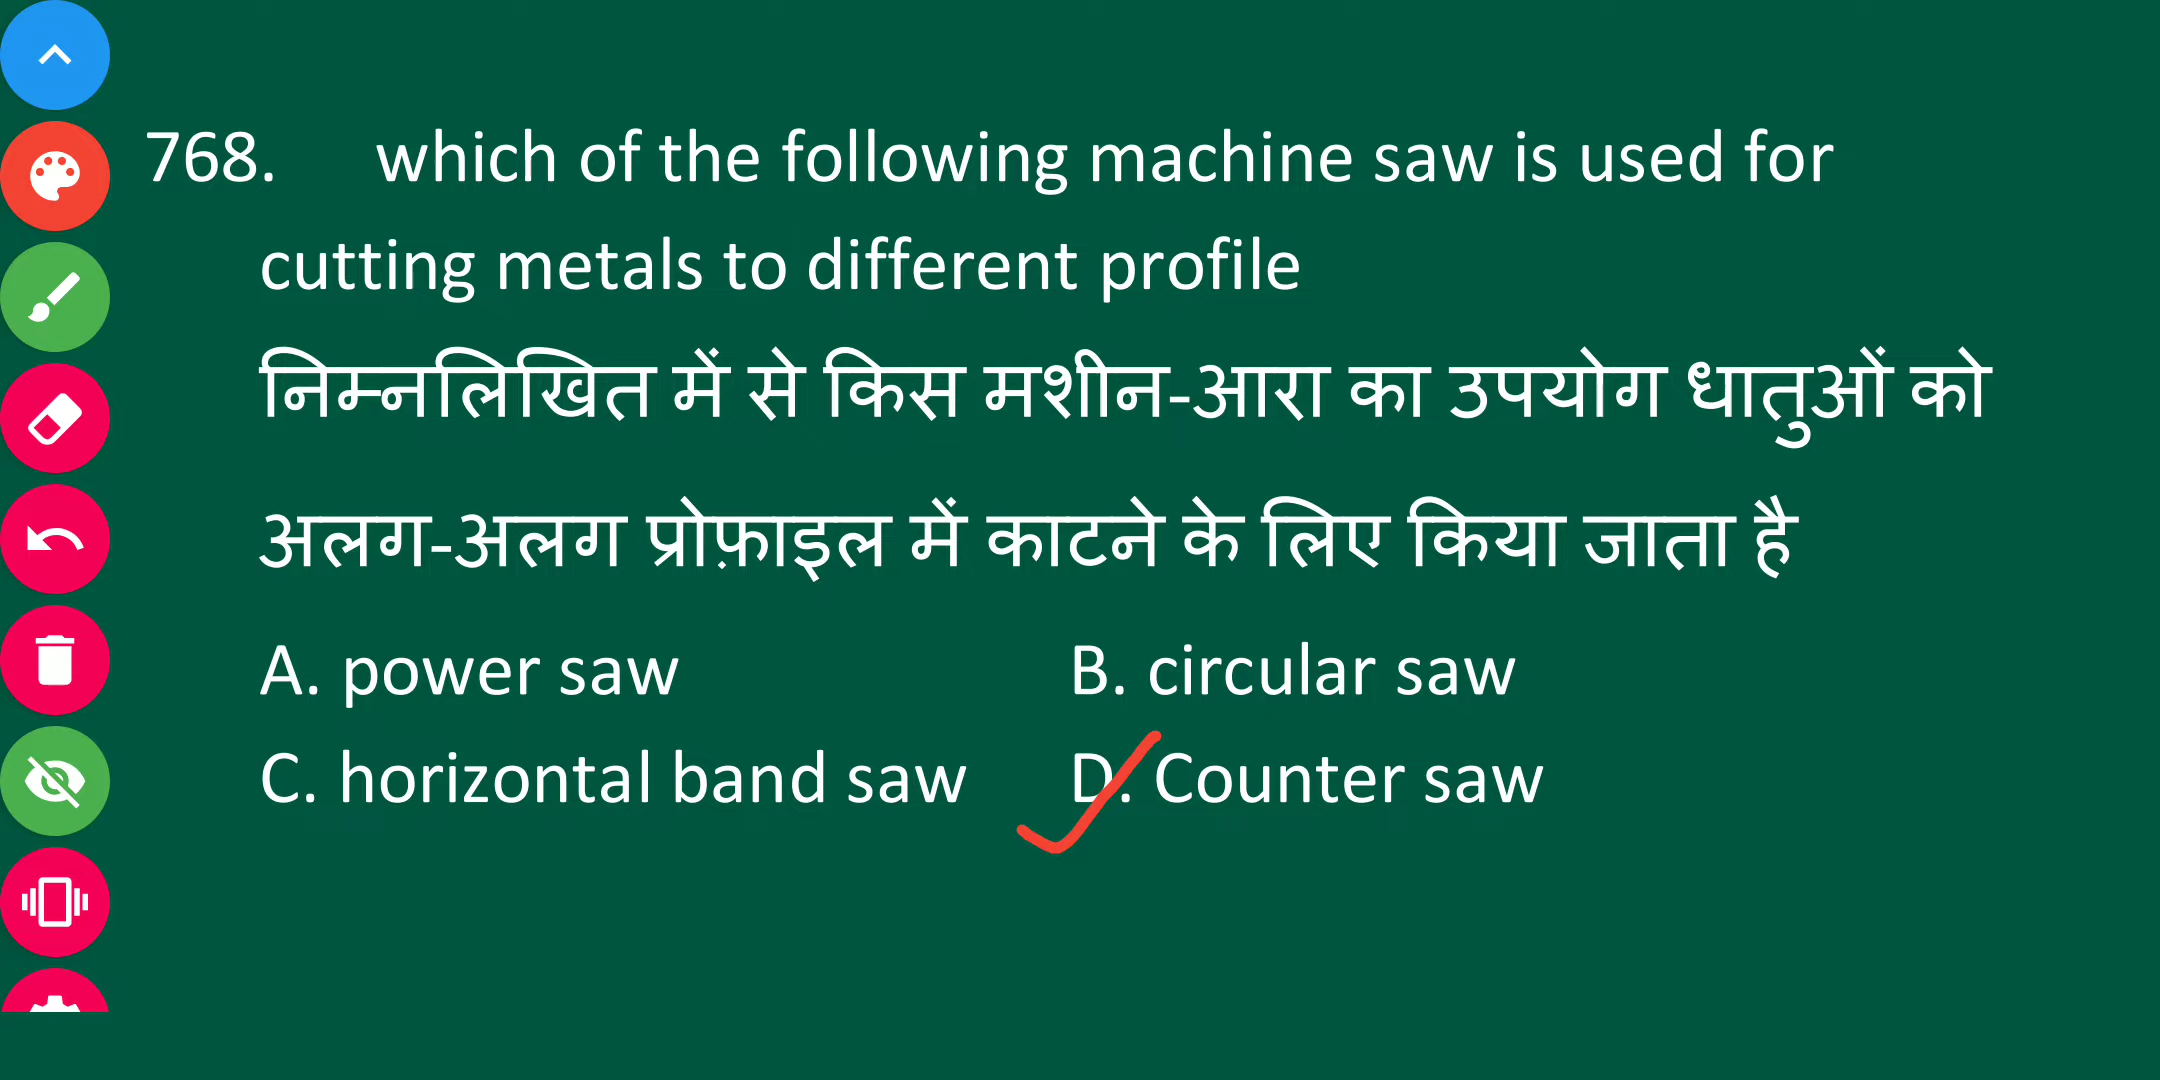 768. which of the following machine saw is used for
cutting metals to different profile
निम्नलिखित में से किस मशीन-आरा का उपयोग धातुओं को
अलग-अलग प्रोफ़ाइल में काटने के लिए किया जाता है
A. power saw B. circular saw
C. horizontal band saw D. Counter saw